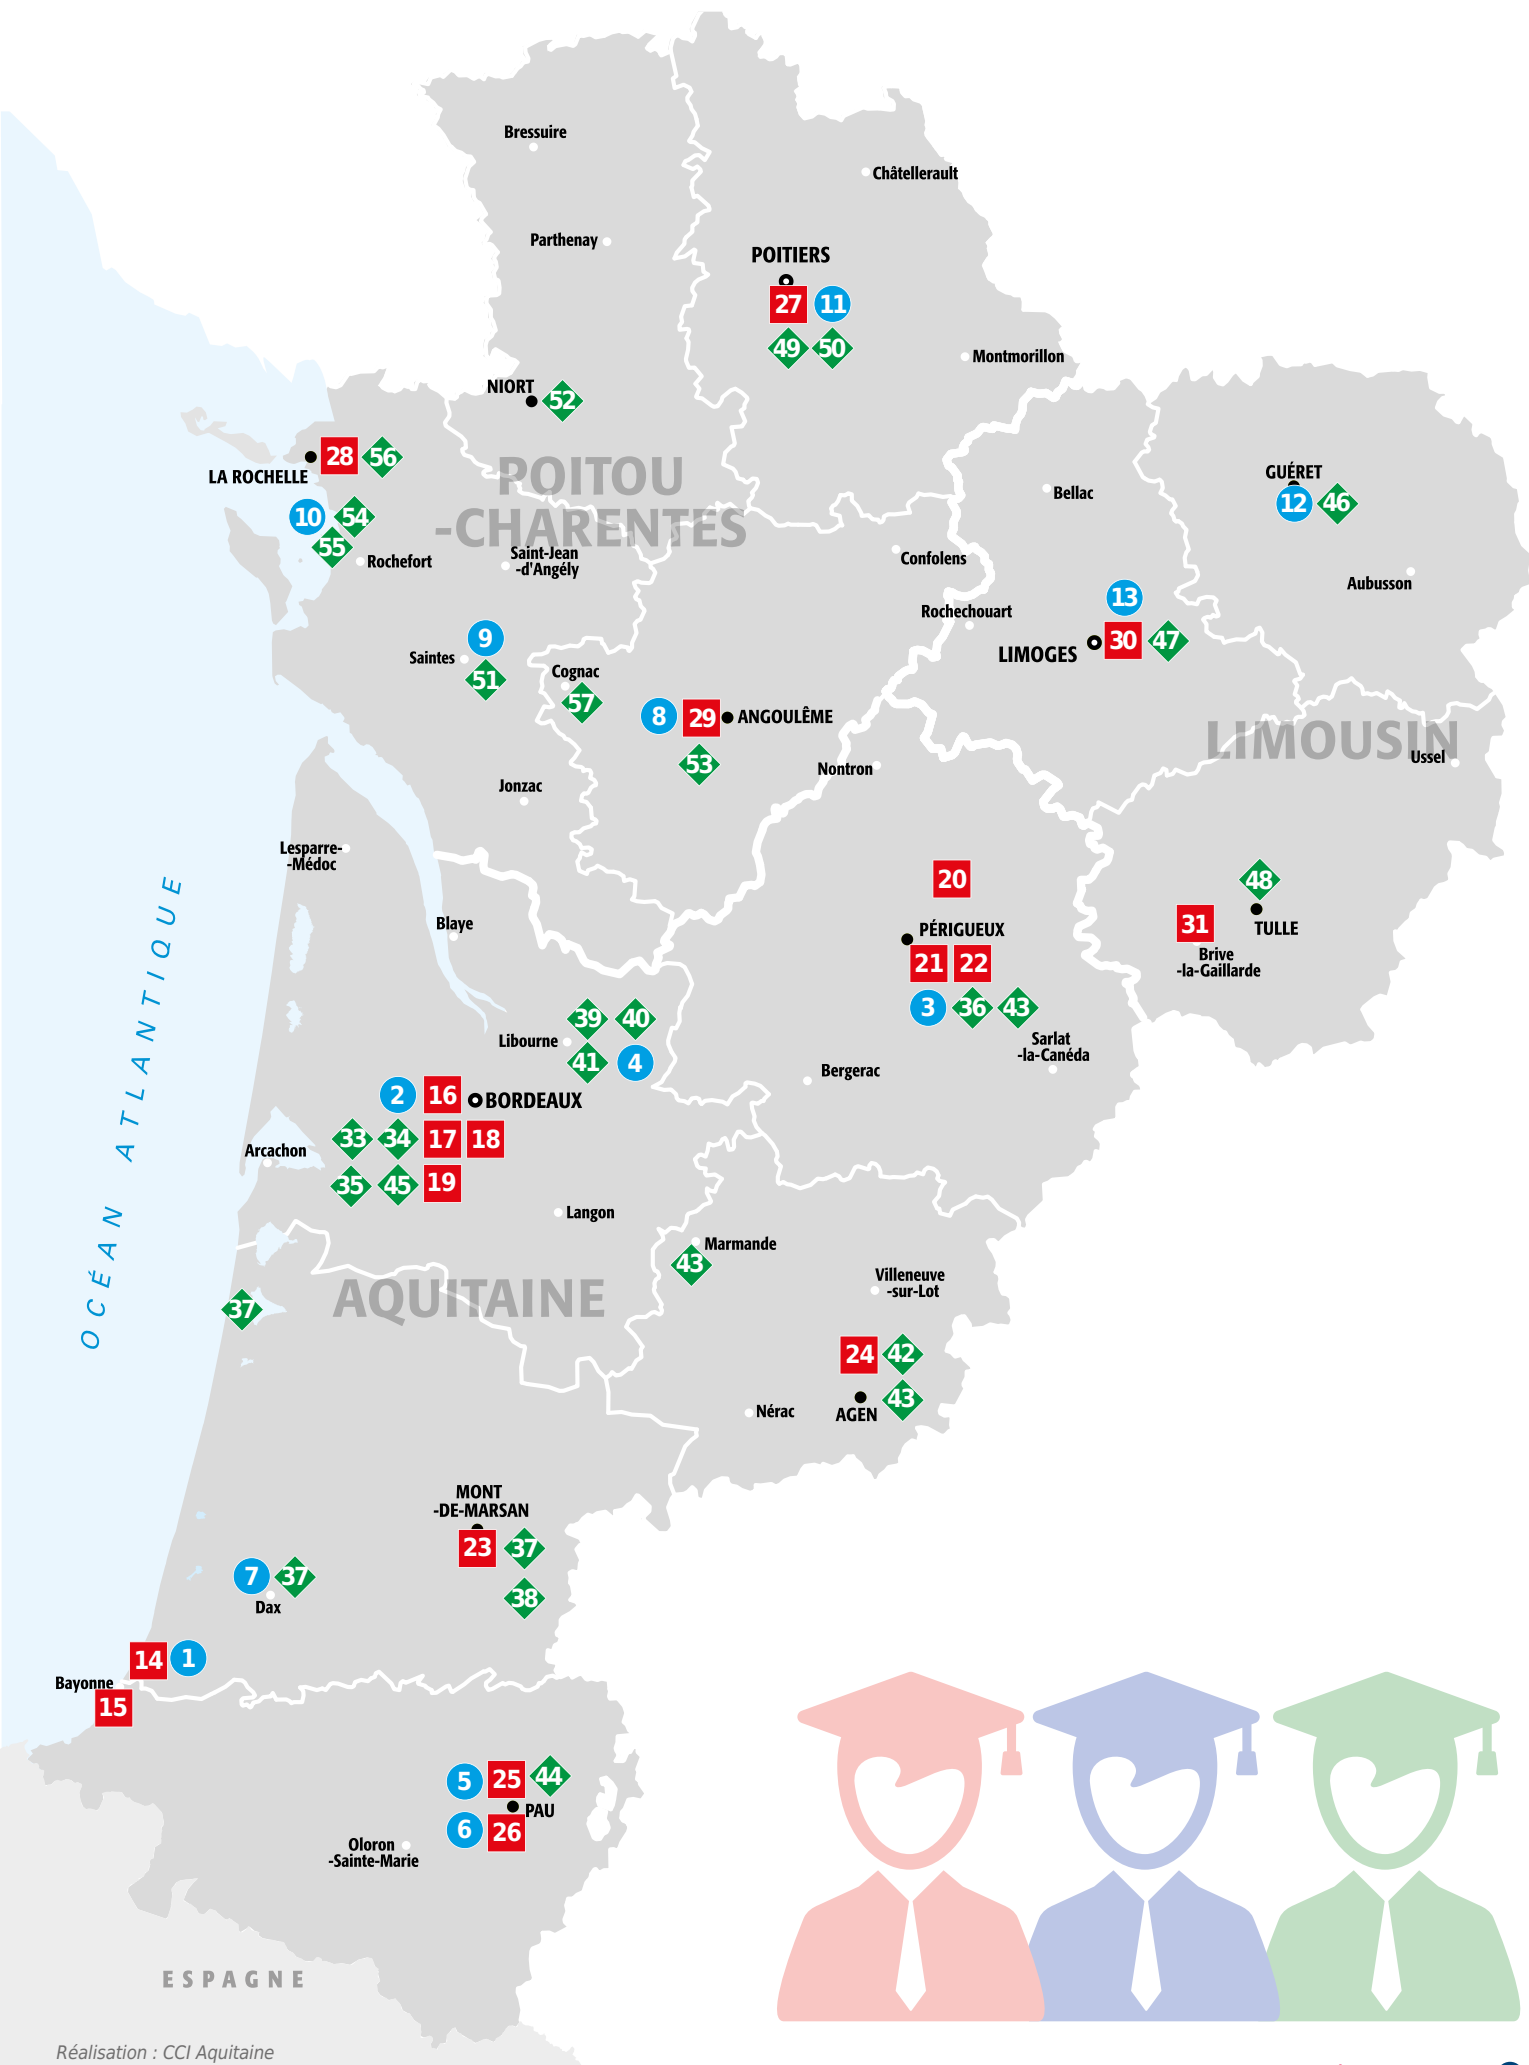 Bressuire
Châtellerault
Parthenay
POITIERS
27 11
49 50
Montmorillon
NIORT
52
28 56
LA ROCHELLE
POITOU
-CHARENTES
GUÉRET
12 46
Bellac
10 54
55
Rochefort
Saint-Jean
-d'Angély
Confolens
Aubusson
13
Rochechouart
30 47
LIMOGES
9
Saintes
51
Cognac
57
8 29 ANGOULÊME
53
LIMOUSIN
Ussel
Nontron
Jonzac
Lesparre-
-Médoc
20
48
TULLE
31
Brive
-la-Gaillarde
Blaye
PÉRIGUEUX
21 22
3 36 43
Sarlat
-la-Canéda
39 40
Libourne
41 4
Bergerac
2 16 BORDEAUX
33 34 17 18
Arcachon
35 45 19
Langon
OCÉAN ATLANTIQUE
Marmande
43
Villeneuve
-sur-Lot
AQUITAINE
37
24 42
43
AGEN
Nérac
MONT
-DE-MARSAN
23 37
38
7 37
Dax
14 1
Bayonne
15
5 25 44
PAU
6 26
Oloron
-Sainte-Marie
ESPAGNE
Réalisation : CCI Aquitaine